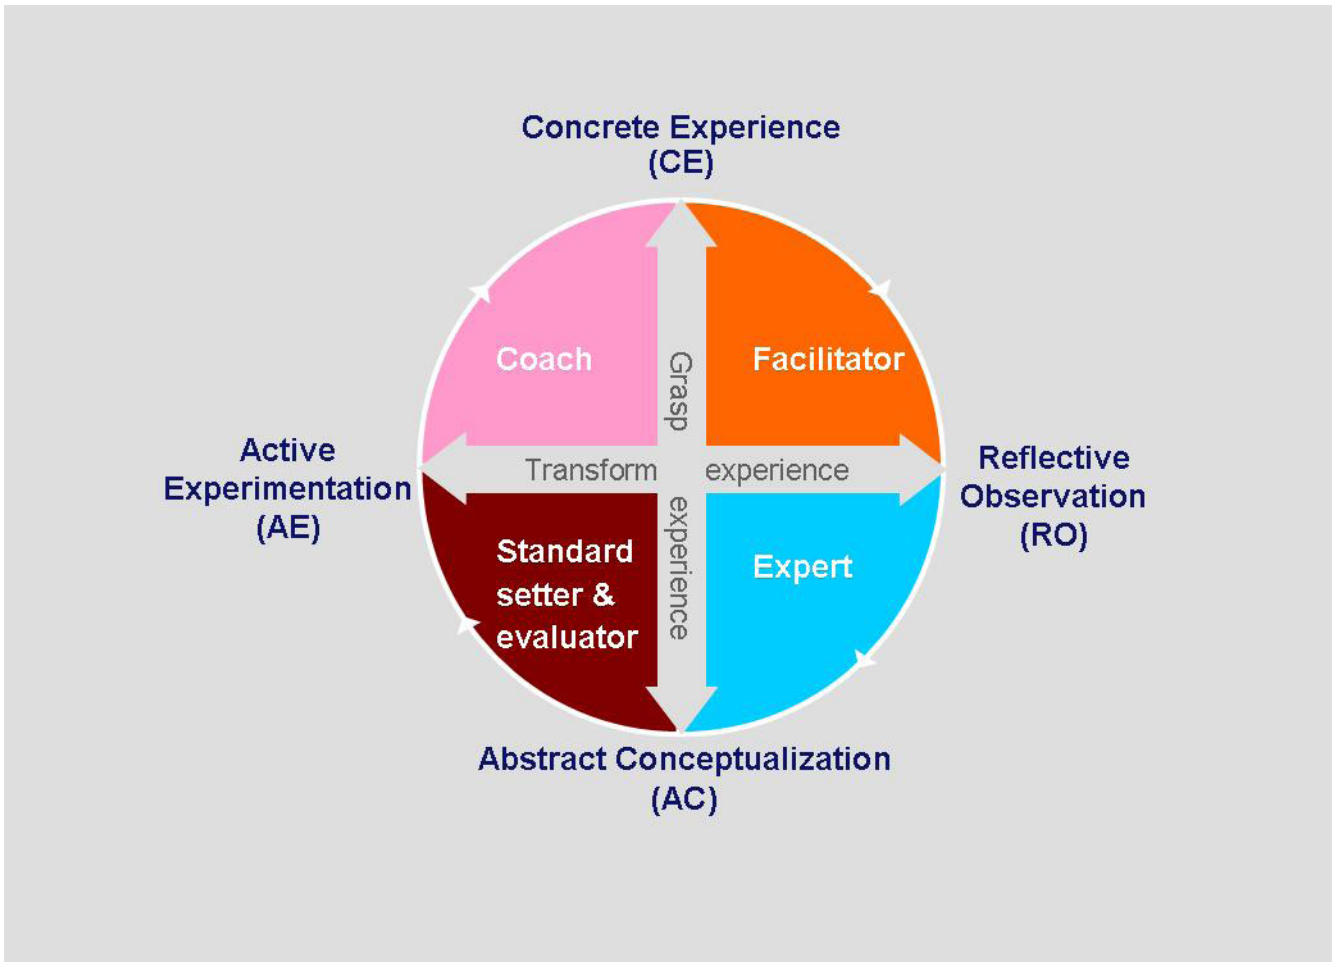 Concrete Experience
(CE)
Coach
Facilitator
Grasp
experience
Transform experience
Active
Experimentation
(AE)
Reflective
Observation
(RO)
Standard
setter &
evaluator
Expert
Abstract Conceptualization
(AC)